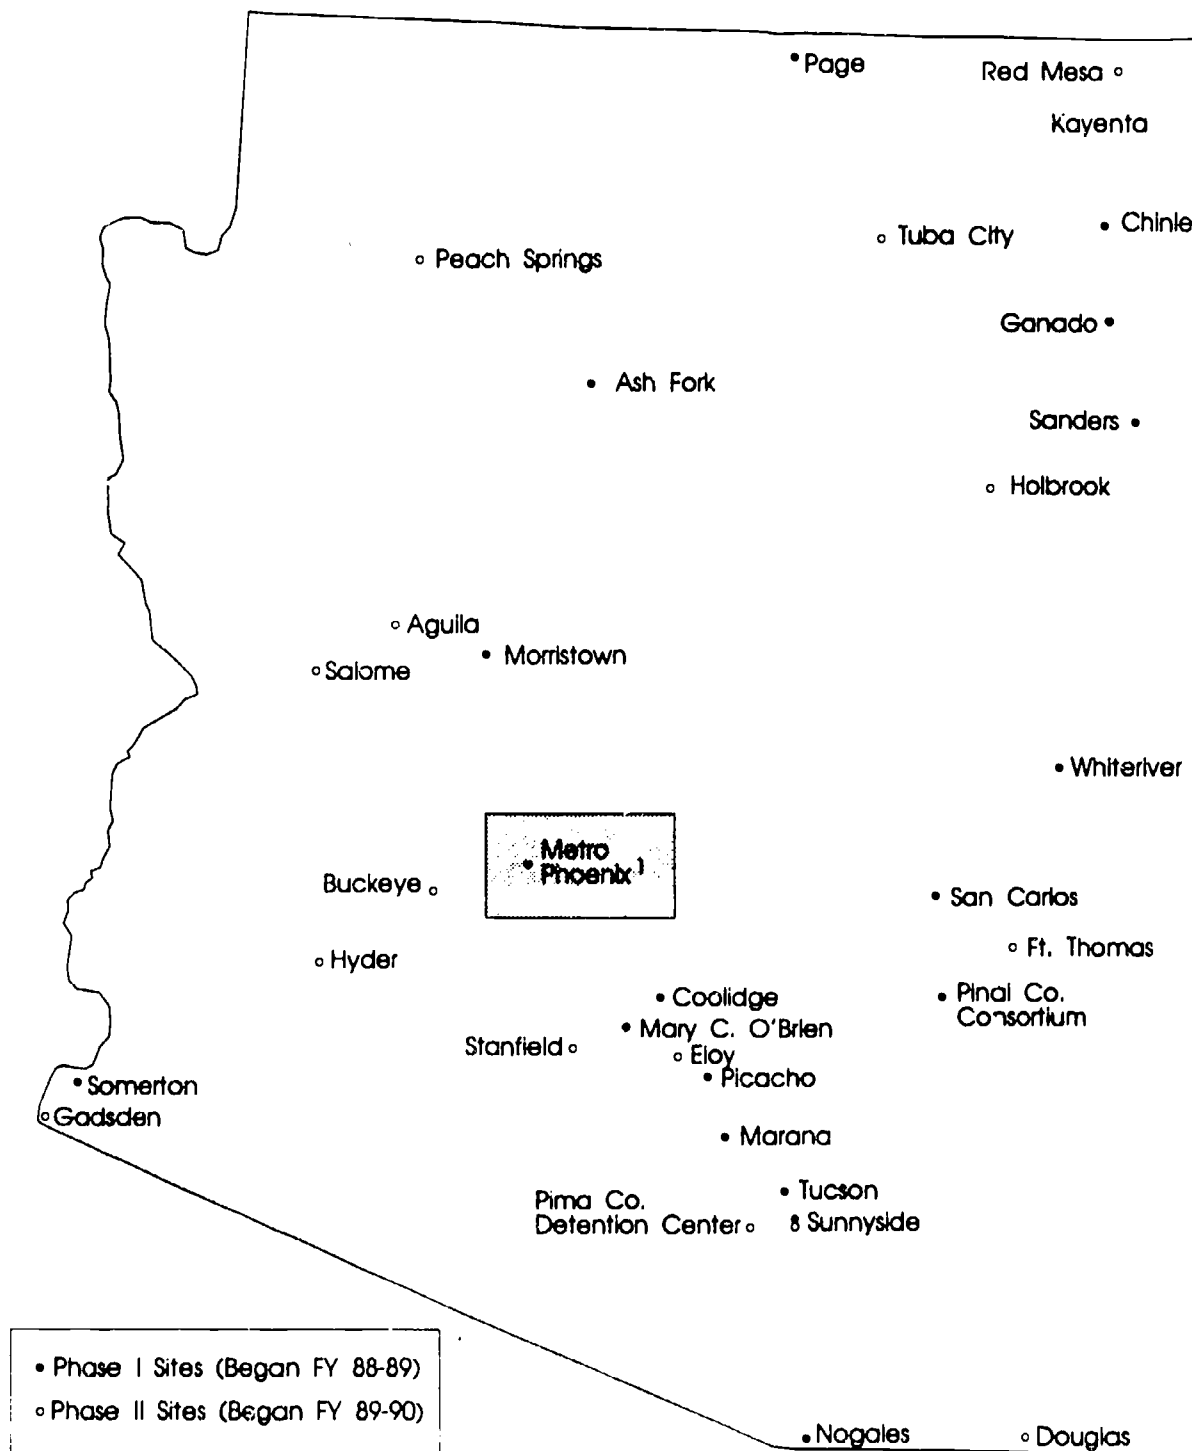 Page
Red Mesa
Kayenta
Chinle
Tuba City
Peach Springs
Ganado
Ash Fork
Sanders
Holbrook
Aguila
Morristown
Salome
Whiteriver
Metro
Phoenix 1
Buckeye
San Carlos
Ft. Thomas
Hyder
Coolidge
Pinal Co.
Consortium
Mary C. O'Brien
Stanfield
Eloy
Picacho
Somerton
Gadsden
Marana
Tucson
Pima Co.
Detention Center
Sunnyside
Phase I Sites (Began FY 88-89)
Phase II Sites (Began FY 89-90)
Nogales
Douglas